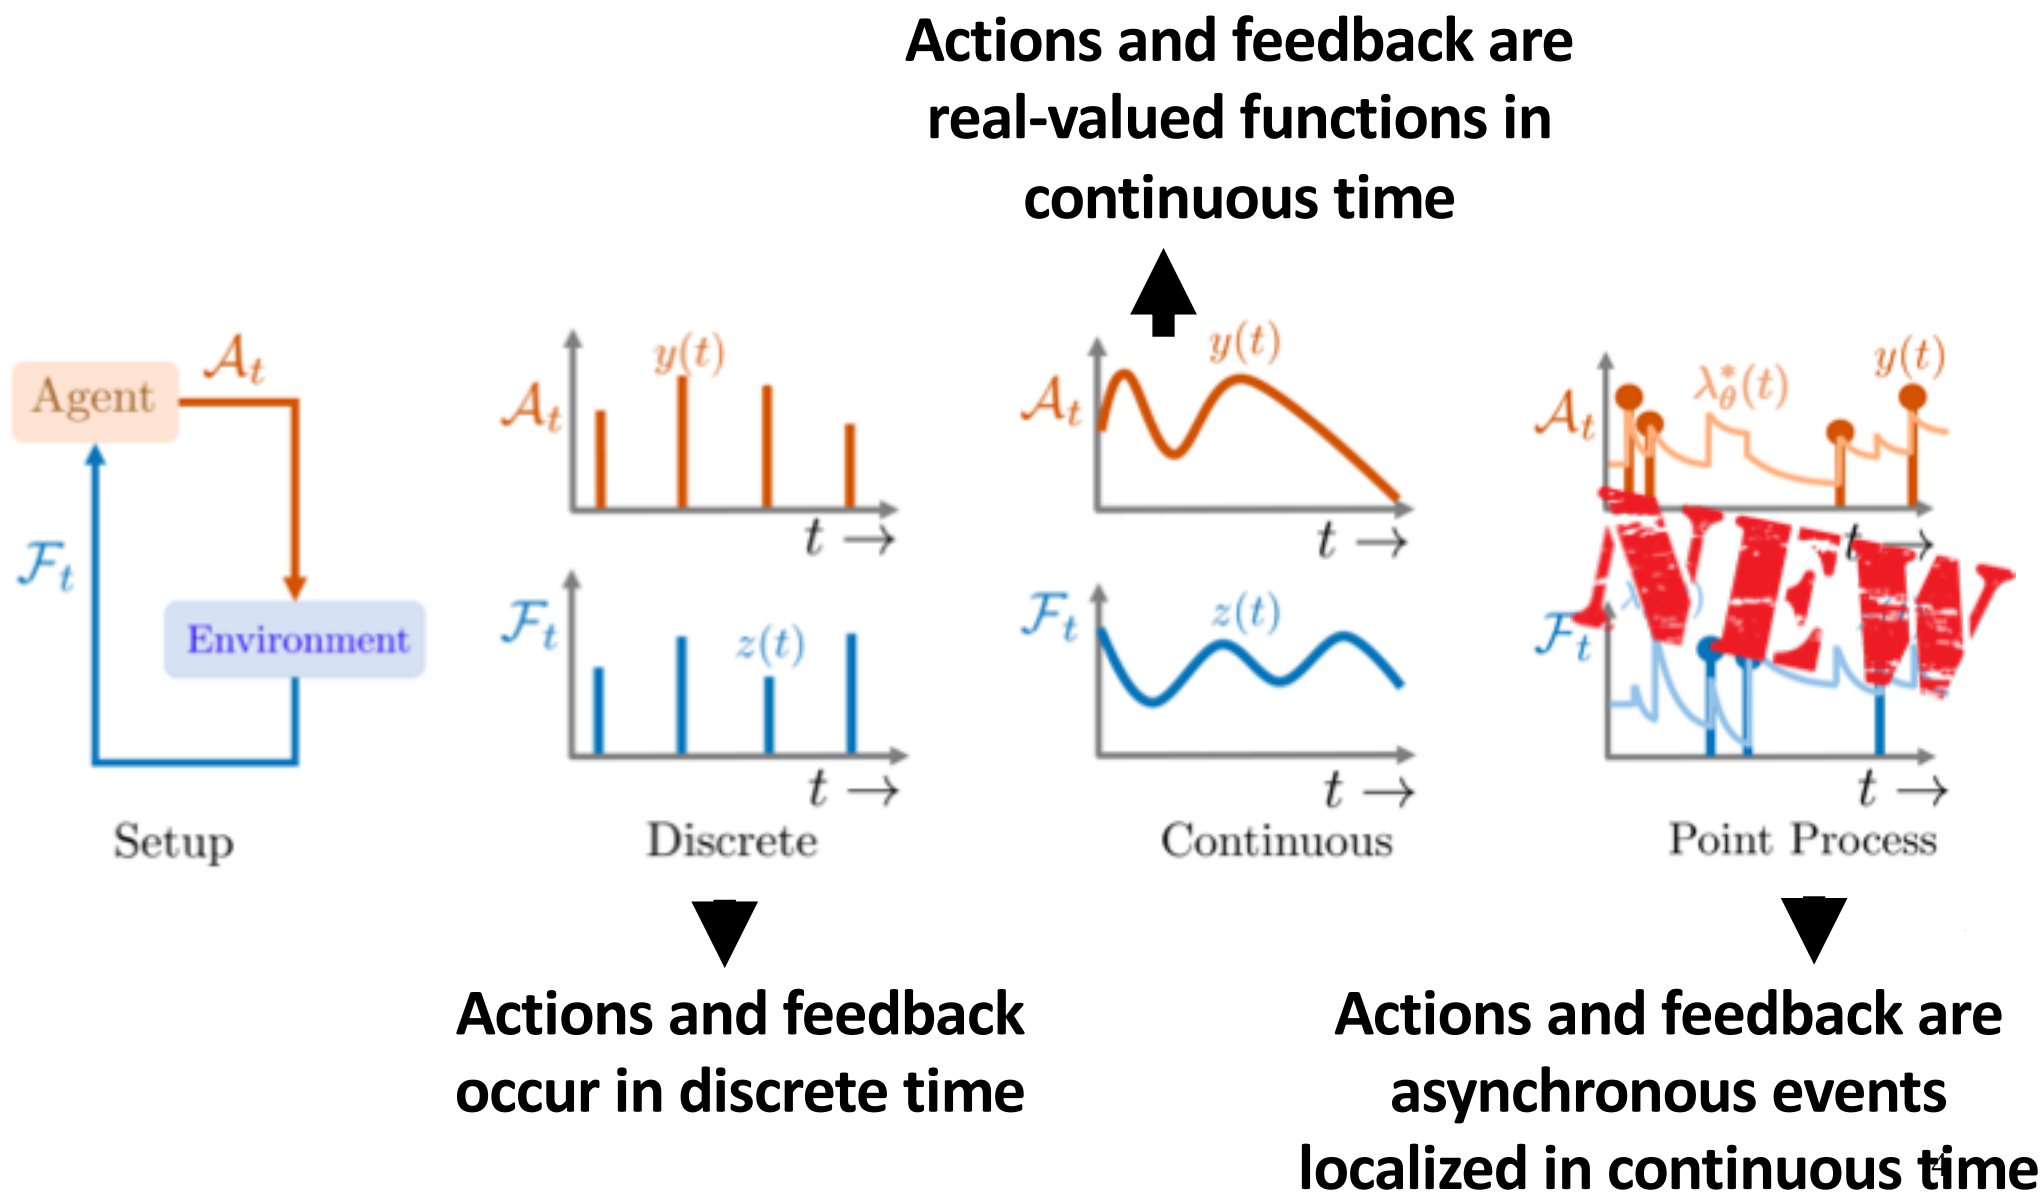 Actions and feedback are
real-valued functions in
continuous time
Agent
𝒜ₜ
ℱₜ
Environment
Setup
𝒜ₜ
y(t)
t →
ℱₜ
z(t)
t →
Discrete
𝒜ₜ
y(t)
t →
ℱₜ
z(t)
t →
Continuous
𝒜ₜ
λ*θ(t)
y(t)
t →
NEW
ℱₜ
t →
Point Process
Actions and feedback
occur in discrete time
Actions and feedback are
asynchronous events
localized in continuous time
4